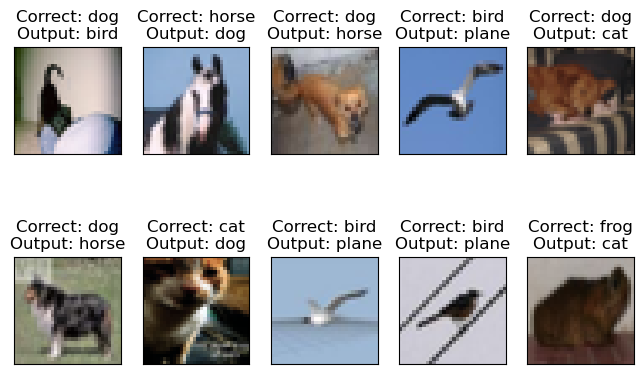 Correct: dog
Output: bird
Correct: horse
Output: dog
Correct: dog
Output: horse
Correct: bird
Output: plane
Correct: dog
Output: cat
Correct: dog
Output: horse
Correct: cat
Output: dog
Correct: bird
Output: plane
Correct: bird
Output: plane
Correct: frog
Output: cat